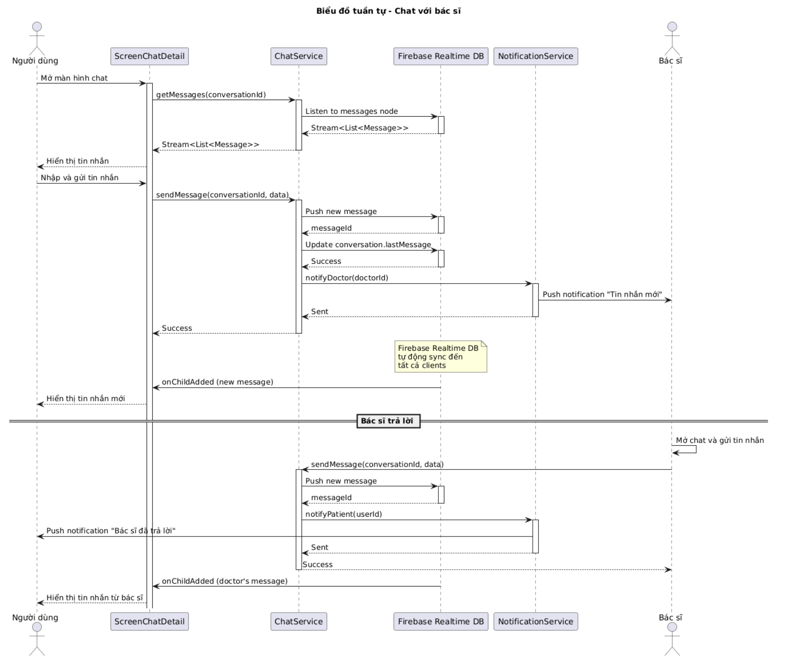 Biểu đồ tuần tự - Chat với bác sĩ
Người dùng
ScreenChatDetail
ChatService
Firebase Realtime DB
NotificationService
Bác sĩ
Mở màn hình chat
getMessages(conversationId)
Listen to messages node
Stream<List<Message>>
Stream<List<Message>>
Hiển thị tin nhắn
Nhập và gửi tin nhắn
sendMessage(conversationId, data)
Push new message
messageId
Update conversation.lastMessage
Success
notifyDoctor(doctorId)
Push notification "Tin nhắn mới"
Sent
Success
Firebase Realtime DB
tự động sync đến
tất cả clients
onChildAdded (new message)
Hiển thị tin nhắn mới
Bác sĩ trả lời
Mở chat và gửi tin nhắn
sendMessage(conversationId, data)
Push new message
messageId
notifyPatient(userId)
Push notification "Bác sĩ đã trả lời"
Sent
Success
onChildAdded (doctor's message)
Hiển thị tin nhắn từ bác sĩ
Người dùng
ScreenChatDetail
ChatService
Firebase Realtime DB
NotificationService
Bác sĩ